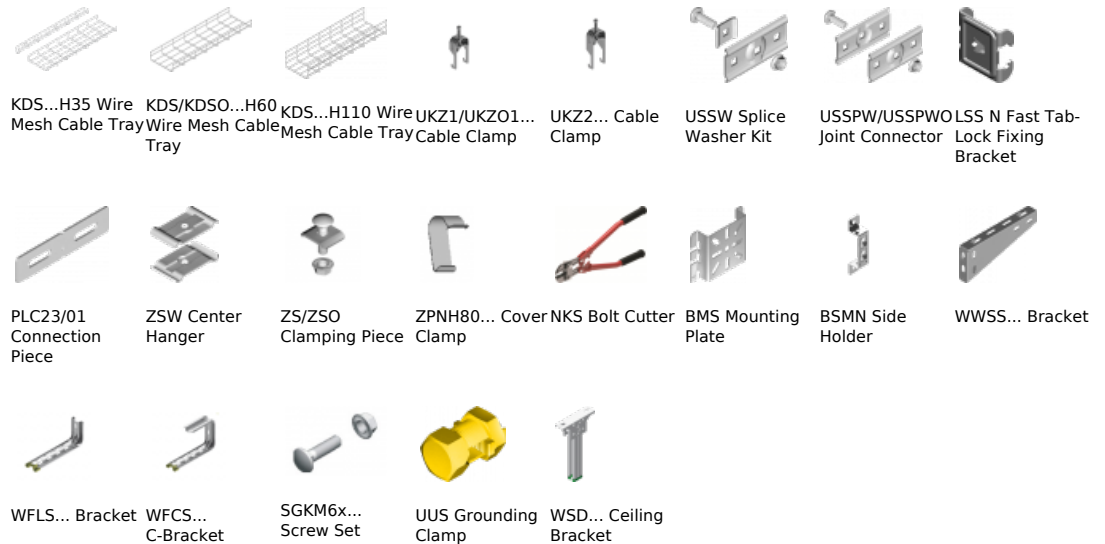 KDS...H35 Wire
Mesh Cable Tray
KDS/KDSO...H60
Wire Mesh Cable
Tray
KDS...H110 Wire
Mesh Cable Tray
UKZ1/UKZO1...
Cable Clamp
UKZ2... Cable
Clamp
USSW Splice
Washer Kit
USSPW/USSPWO
Joint Connector
LSS N Fast Tab-
Lock Fixing
Bracket
PLC23/01
Connection
Piece
ZSW Center
Hanger
ZS/ZSO
Clamping Piece
ZPNH80... Cover
Clamp
NKS Bolt Cutter
BMS Mounting
Plate
BSMN Side
Holder
WWSS... Bracket
WFLS... Bracket
WFCS...
C-Bracket
SGKM6x...
Screw Set
UUS Grounding
Clamp
WSD... Ceiling
Bracket